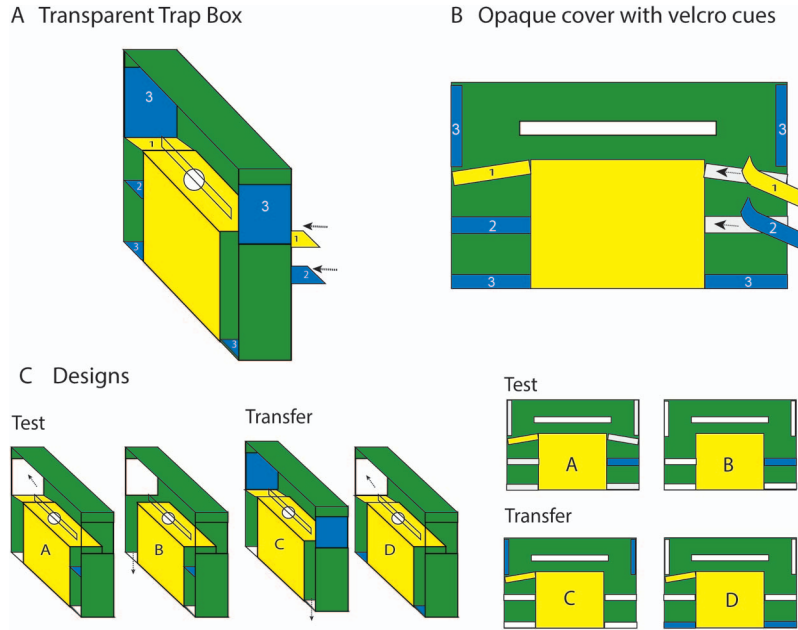 A Transparent Trap Box
B Opaque cover with velcro cues
3
1
2
3
3
1
2
3
3
1
1
2
2
3
3
C Designs
Test
Transfer
A
B
C
D
Test
A
B
Transfer
C
D